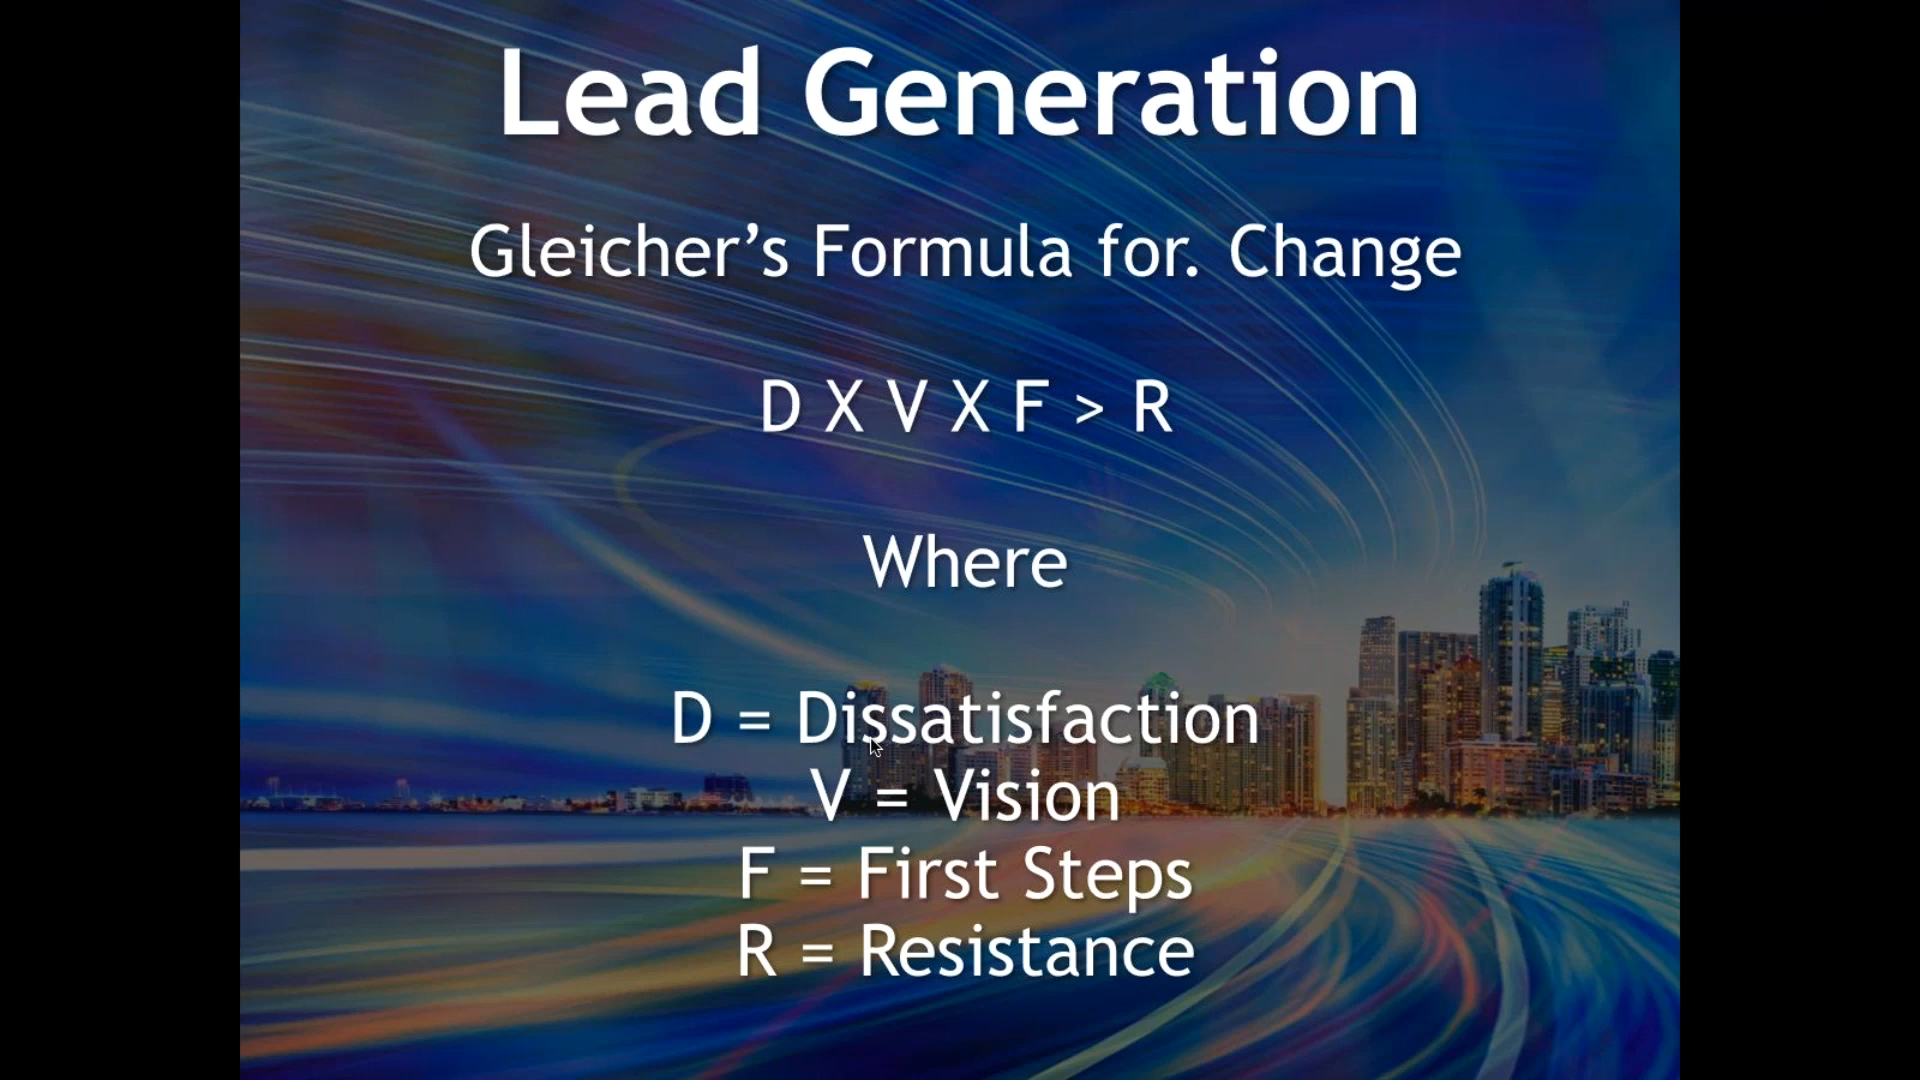 Lead Generation
Gleicher’s Formula for. Change
D X V X F > R
Where
D = Dissatisfaction
V = Vision
F = First Steps
R = Resistance